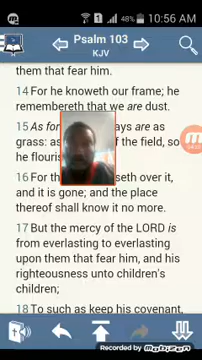 48% 10:56 AM
Psalm 103
KJV
them that fear him.
14 For he knoweth our frame; he
remembereth that we are dust.
15 As for ays are as
grass: as of the field, so
he flouris
16 For th seth over it,
and it is gone; and the place
thereof shall know it no more.
17 But the mercy of the LORD is
from everlasting to everlasting
upon them that fear him, and his
righteousness unto children's
children;
18 To such as keep his covenant,
Recorded by
Mobizen